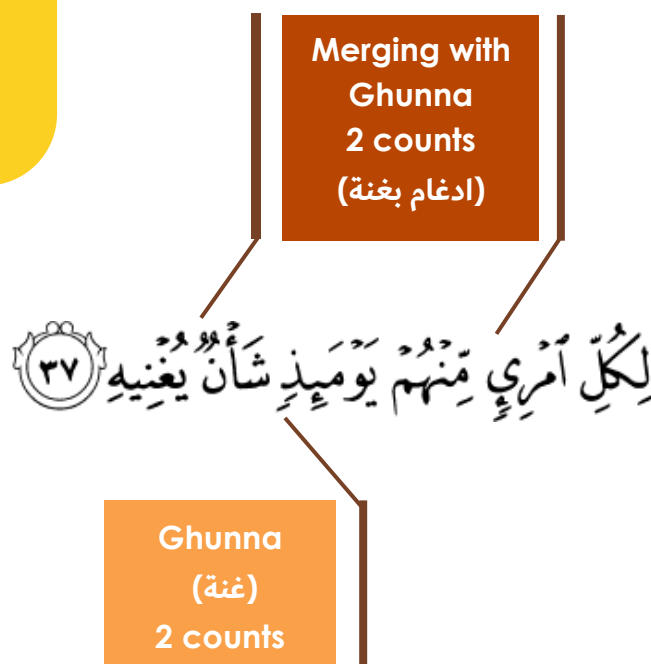 Merging with
Ghunna
2 counts
(ادغام بغنة)
لِكُلِّ ٱمْرِئٍ مِّنْهُمْ يَوْمَئِذٍ شَأْنٌ يُغْنِيهِ ٣٧
Ghunna
(غنة)
2 counts